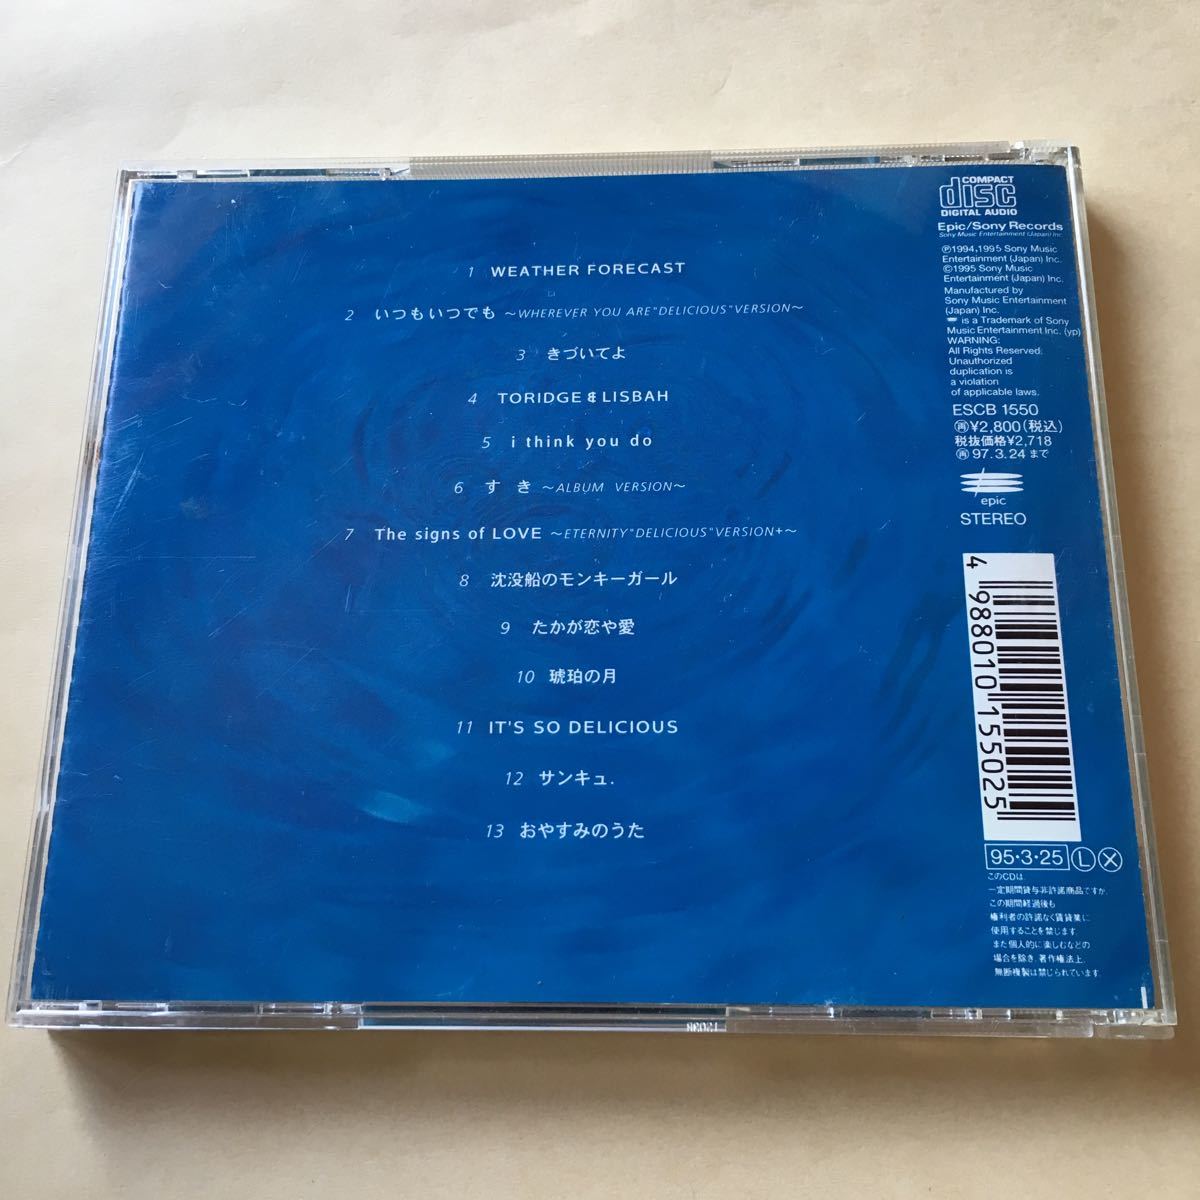 1 WEATHER FORECAST
2 いつもいつでも ～WHEREVER YOU ARE"DELICIOUS"VERSION～
3 きづいてよ
4 TORIDGE & LISBAH
5 i think you do
6 すき ～ALBUM VERSION～
7 The signs of LOVE ～ETERNITY"DELICIOUS"VERSION+～
8 沈没船のモンキーガール
9 たかが恋や愛
10 琥珀の月
11 IT'S SO DELICIOUS
12 サンキュ.
13 おやすみのうた
COMPACT
disc
DIGITAL AUDIO
Epic/Sony Records
Sony Music Entertainment (Japan) Inc.
Ⓟ1994,1995 Sony Music
Entertainment (Japan) Inc.
©1995 Sony Music
Entertainment (Japan) Inc.
Manufactured by
Sony Music Entertainment
(Japan) Inc.
is a Trademark of Sony
Music Entertainment Inc. (yp)
WARNING:
All Rights Reserved.
Unauthorized
duplication is
a violation
of applicable laws.
ESCB 1550
㊢¥2,800(税込)
税抜価格¥2,718
97.3.24まで
epic
STEREO
4 988010 155025
95・3・25 Ⓛ Ⓧ
このCDは、
一定期間貸与非許諾商品ですが、
この期間経過後も
権利者の許諾なく賃貸業に
使用することを禁じます
また個人的に楽しむなどの
場合を除き、著作権法上、
無断複製は禁じられています
12038